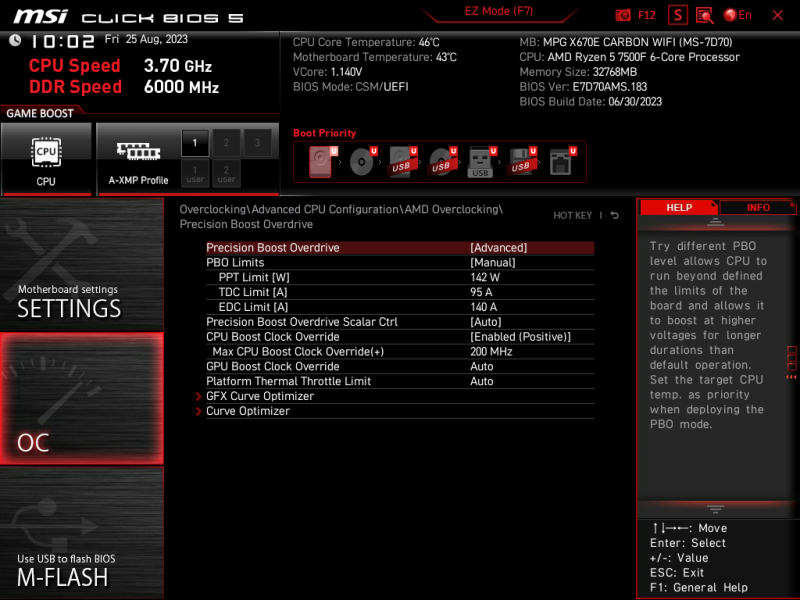 msi CLICK BIOS 5
EZ Mode (F7)
F12
S
En
X
10:02 Fri 25 Aug, 2023
CPU Speed 3.70 GHz
DDR Speed 6000 MHz
CPU Core Temperature: 46°C
Motherboard Temperature: 43°C
VCore: 1.140V
BIOS Mode: CSM/UEFI
MB: MPG X670E CARBON WIFI (MS-7D70)
CPU: AMD Ryzen 5 7500F 6-Core Processor
Memory Size: 32768MB
BIOS Ver: E7D70AMS.183
BIOS Build Date: 06/30/2023
GAME BOOST
CPU
CPU
A-XMP Profile
1 2 3
1 user 2 user
Boot Priority
U U U U U U U
USB USB USB USB
Motherboard settings
SETTINGS
OC
Use USB to flash BIOS
M-FLASH
Overclocking\Advanced CPU Configuration\AMD Overclocking\
Precision Boost Overdrive
HOT KEY |
Precision Boost Overdrive [Advanced]
PBO Limits [Manual]
PPT Limit [W] 142 W
TDC Limit [A] 95 A
EDC Limit [A] 140 A
Precision Boost Overdrive Scalar Ctrl [Auto]
CPU Boost Clock Override [Enabled (Positive)]
Max CPU Boost Clock Override(+) 200 MHz
GPU Boost Clock Override Auto
Platform Thermal Throttle Limit Auto
> GFX Curve Optimizer
> Curve Optimizer
HELP
INFO
Try different PBO
level allows CPU to
run beyond defined
the limits of the
board and allows it
to boost at higher
voltages for longer
durations than
default operation.
Set the target CPU
temp. as priority
when deploying the
PBO mode.
↑↓→←: Move
Enter: Select
+/-: Value
ESC: Exit
F1: General Help